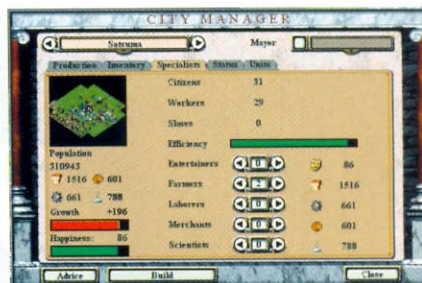 CITY MANAGER
Satsuma
Mayor
Production Inventory Specialists Status Units
Citizens 31
Workers 29
Slaves 0
Efficiency
Population
310943
1516 601
661 788
Growth +196
Happiness: 86
Entertainers 0 86
Farmers 2 1516
Laborers 0 661
Merchants 0 601
Scientists 0 788
Advice Build Close